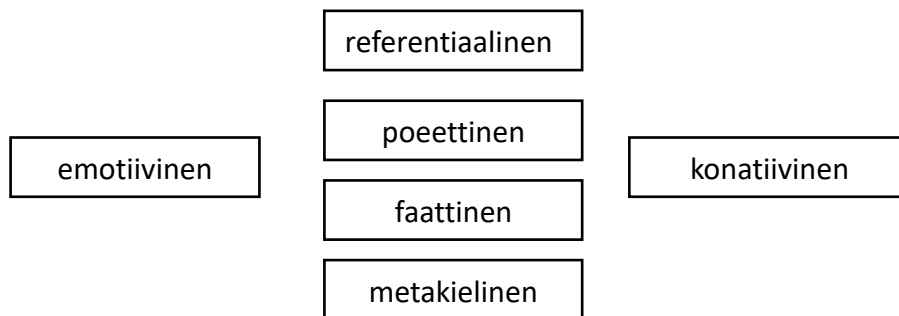 referentiaalinen
poeettinen
emotiivinen
konatiivinen
faattinen
metakielinen